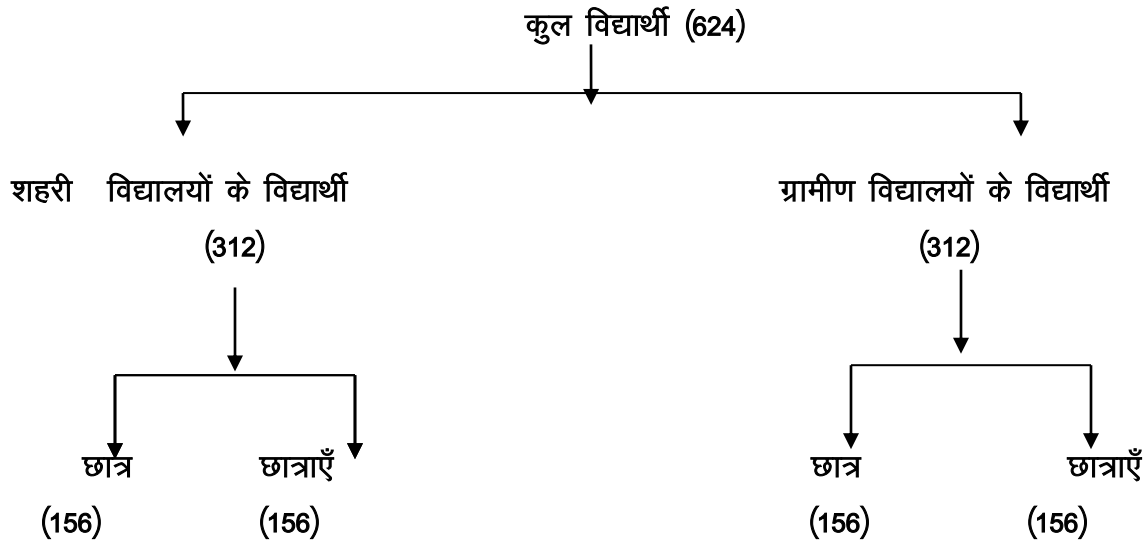 कुल विद्यार्थी (624)
शहरी विद्यालयों के विद्यार्थी
(312)
ग्रामीण विद्यालयों के विद्यार्थी
(312)
छात्र
(156)
छात्राएँ
(156)
छात्र
(156)
छात्राएँ
(156)